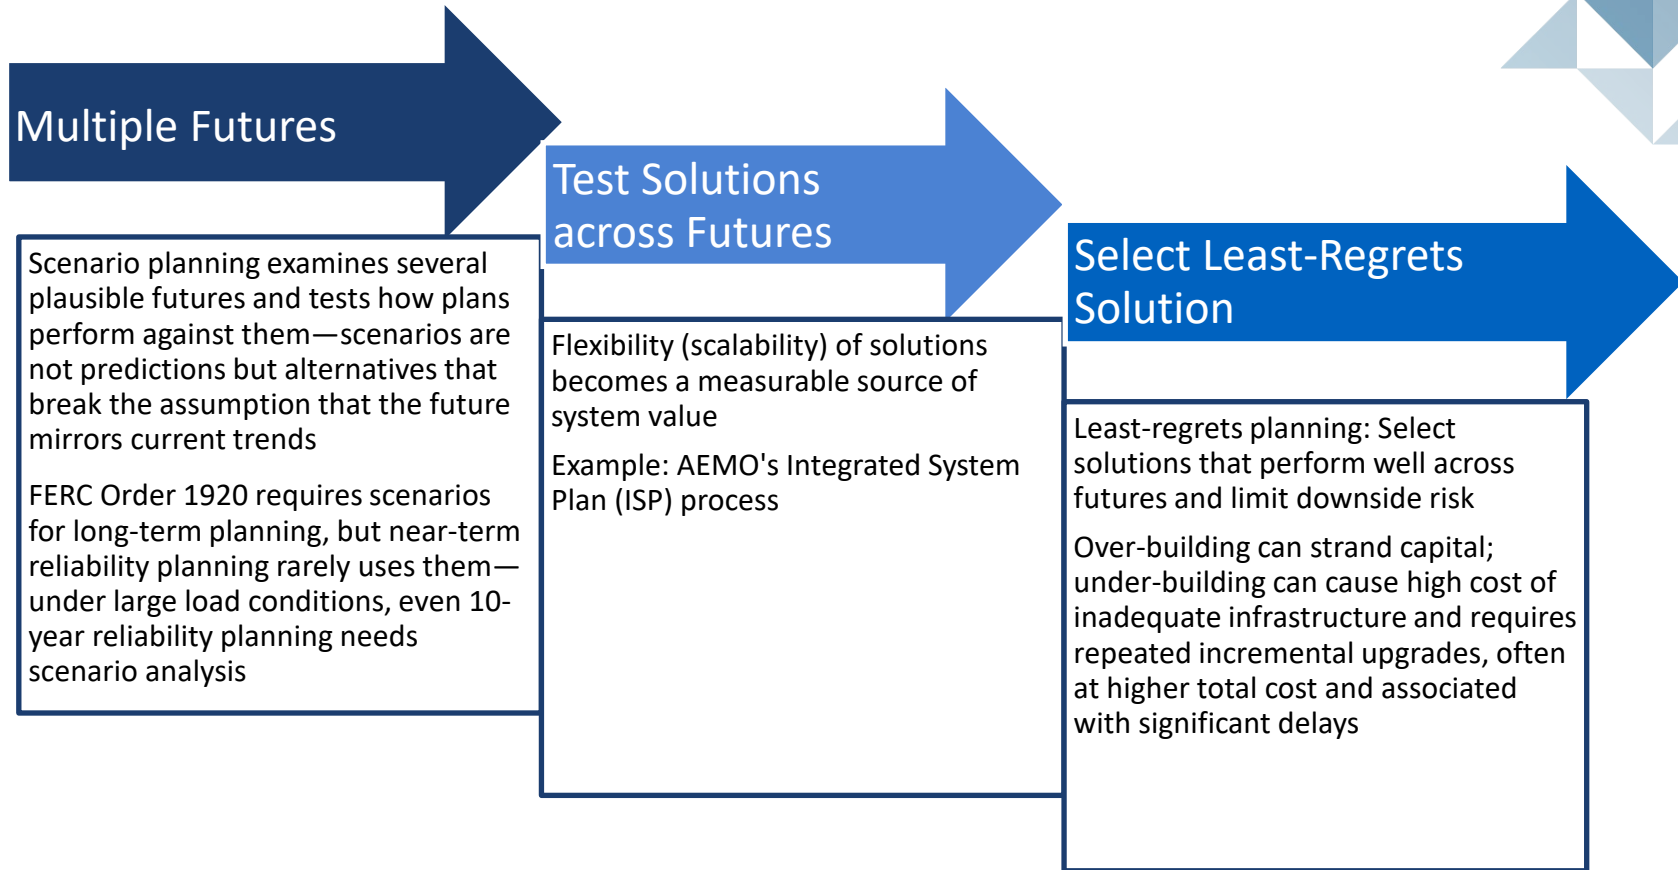 Multiple Futures
Scenario planning examines several
plausible futures and tests how plans
perform against them—scenarios are
not predictions but alternatives that
break the assumption that the future
mirrors current trends
FERC Order 1920 requires scenarios
for long-term planning, but near-term
reliability planning rarely uses them—
under large load conditions, even 10-
year reliability planning needs
scenario analysis
Test Solutions
across Futures
Flexibility (scalability) of solutions
becomes a measurable source of
system value
Example: AEMO's Integrated System
Plan (ISP) process
Select Least-Regrets
Solution
Least-regrets planning: Select
solutions that perform well across
futures and limit downside risk
Over-building can strand capital;
under-building can cause high cost of
inadequate infrastructure and requires
repeated incremental upgrades, often
at higher total cost and associated
with significant delays